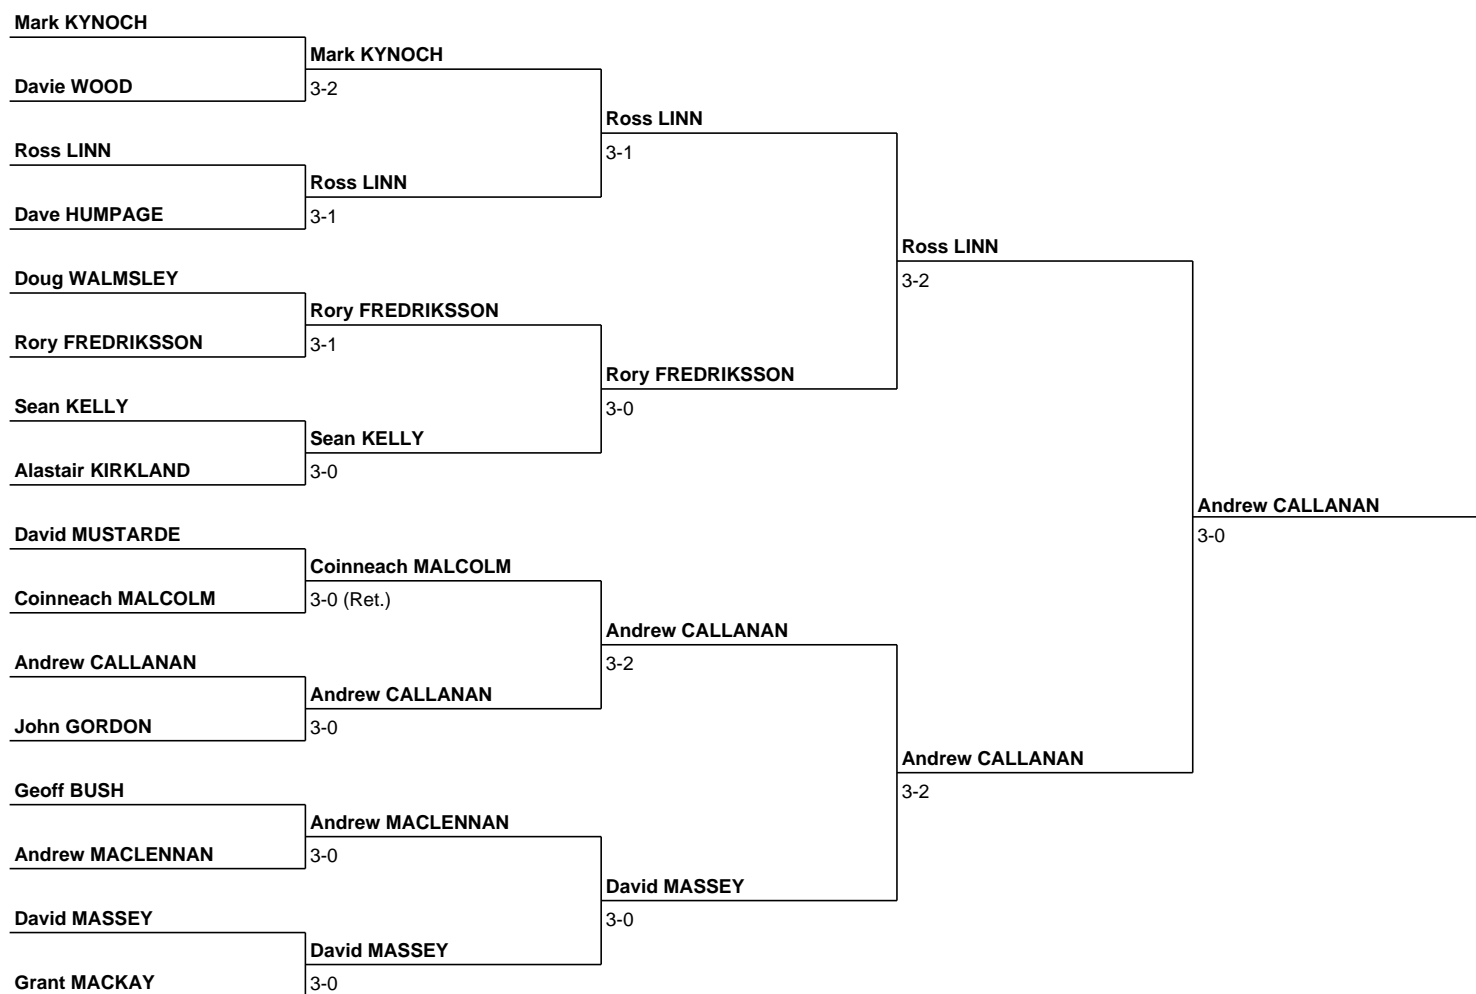 Mark KYNOCH
Mark KYNOCH
Davie WOOD
3-2
Ross LINN
Ross LINN
3-1
Ross LINN
Dave HUMPAGE
3-1
Ross LINN
Doug WALMSLEY
3-2
Rory FREDRIKSSON
Rory FREDRIKSSON
3-1
Rory FREDRIKSSON
Sean KELLY
3-0
Sean KELLY
Alastair KIRKLAND
3-0
Andrew CALLANAN
David MUSTARDE
3-0
Coinneach MALCOLM
Coinneach MALCOLM
3-0 (Ret.)
Andrew CALLANAN
Andrew CALLANAN
3-2
Andrew CALLANAN
John GORDON
3-0
Andrew CALLANAN
Geoff BUSH
3-2
Andrew MACLENNAN
Andrew MACLENNAN
3-0
David MASSEY
David MASSEY
3-0
David MASSEY
Grant MACKAY
3-0